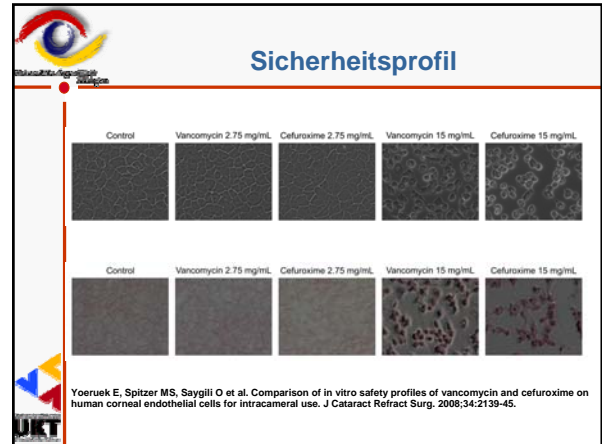 Sicherheitsprofil
Control Vancomycin 2.75 mg/mL Cefuroxime 2.75 mg/mL Vancomycin 15 mg/mL Cefuroxime 15 mg/mL
Control Vancomycin 2.75 mg/mL Cefuroxime 2.75 mg/mL Vancomycin 15 mg/mL Cefuroxime 15 mg/mL
Yoeruek E, Spitzer MS, Saygili O et al. Comparison of in vitro safety profiles of vancomycin and cefuroxime on
human corneal endothelial cells for intracameral use. J Cataract Refract Surg. 2008;34:2139-45.
UKT